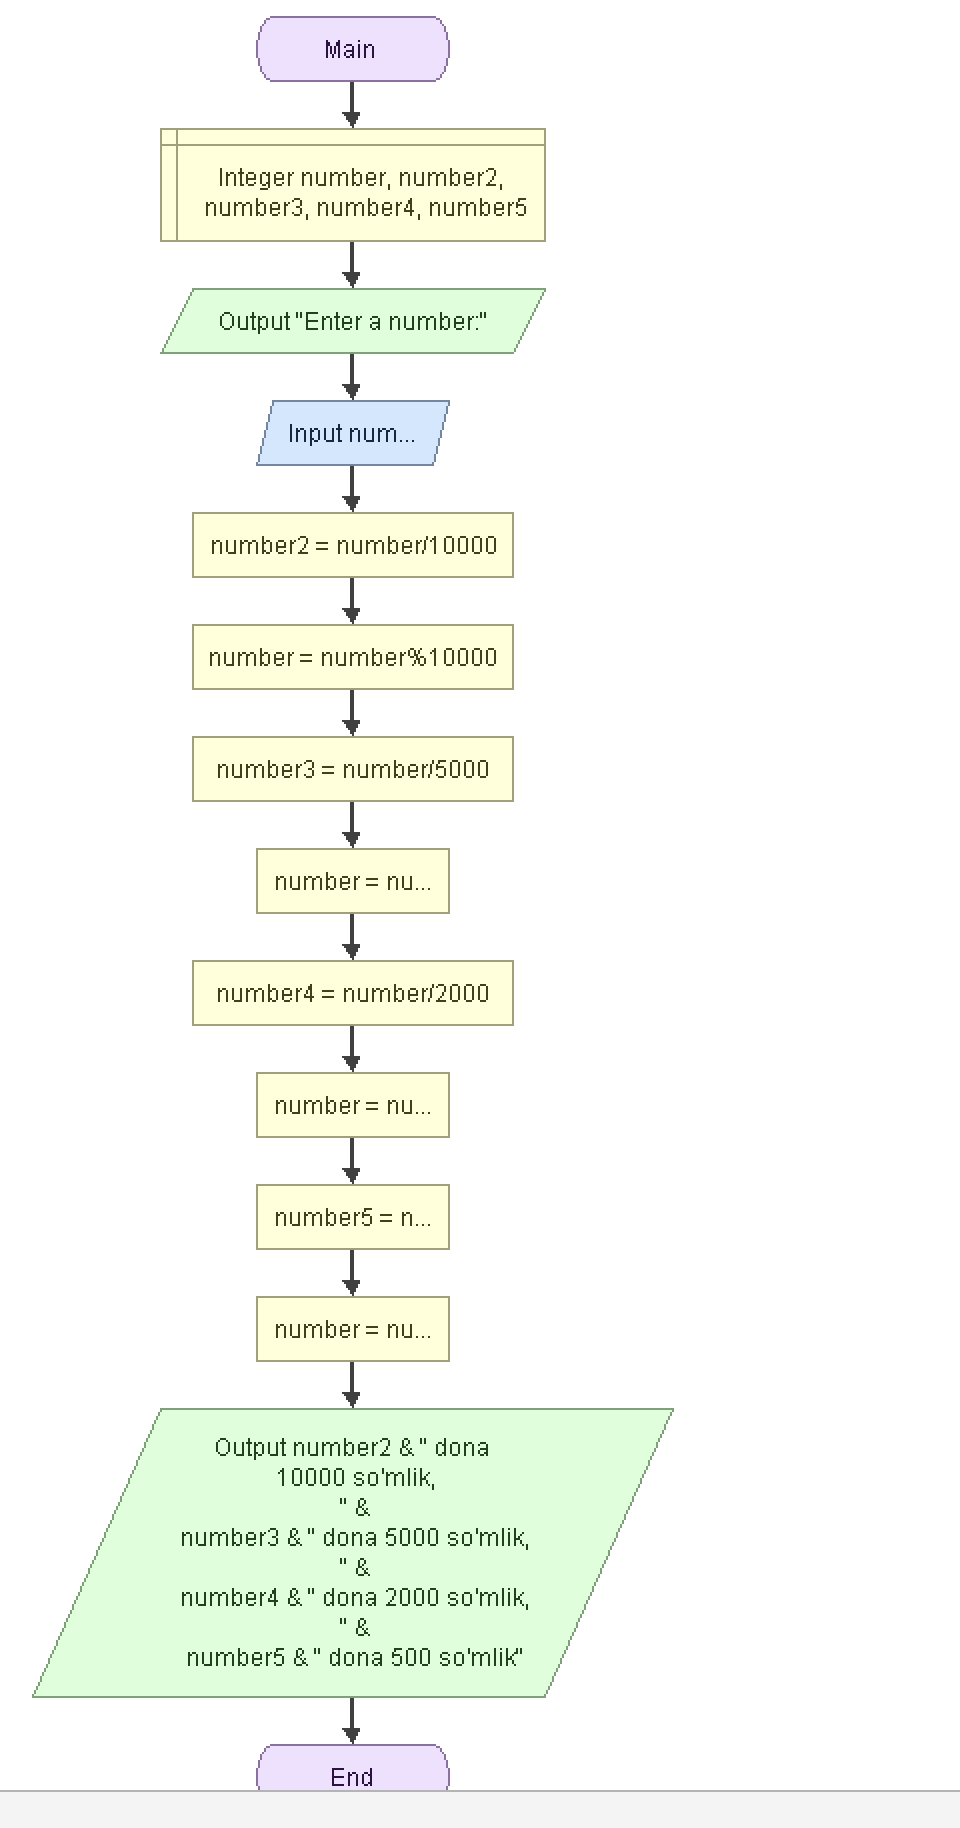 Main
Integer number, number2,
number3, number4, number5
Output "Enter a number:"
Input num...
number2 = number/10000
number = number%10000
number3 = number/5000
number = nu...
number4 = number/2000
number = nu...
number5 = n...
number = nu...
Output number2 & " dona
10000 so'mlik,
" &
number3 & " dona 5000 so'mlik,
" &
number4 & " dona 2000 so'mlik,
" &
number5 & " dona 500 so'mlik"
End